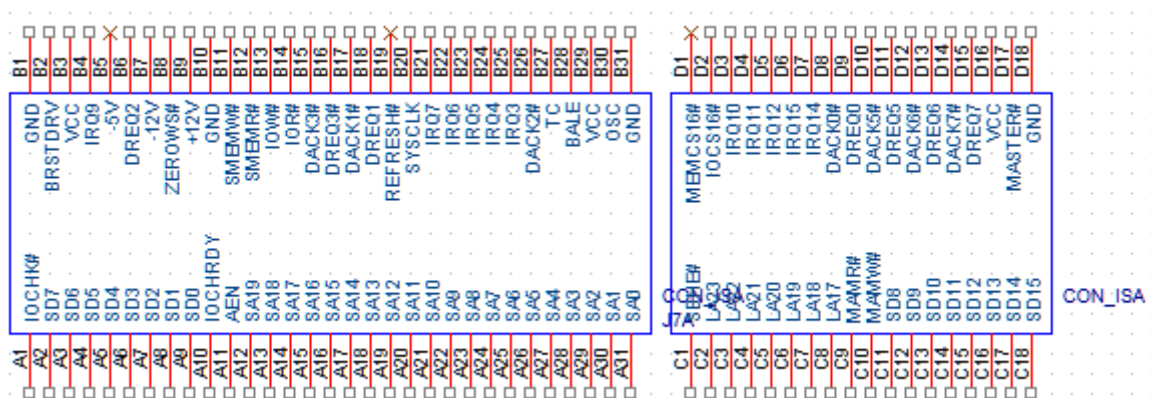 B1 B2 B3 B4 B5 B6 B7 B8 B9 B10 B11 B12 B13 B14 B15 B16 B17 B18 B19 B20 B21 B22 B23 B24 B25 B26 B27 B28 B29 B30 B31
GND BRSTDRV VCC IRQ9 -5V DREQ2 -12V ZEROWS# +12V GND SMEMW# SMEMR# IOW# IOR# DACK3# DREQ3# DACK1# DREQ1 REFRESH# SYSCLK IRQ7 IRQ6 IRQ5 IRQ4 IRQ3 DACK2# TC BALE VCC OSC GND
IOCHK# SD7 SD6 SD5 SD4 SD3 SD2 SD1 SD0 IOCHRDY AEN SA19 SA18 SA17 SA16 SA15 SA14 SA13 SA12 SA11 SA10 SA9 SA8 SA7 SA6 SA5 SA4 SA3 SA2 SA1 SA0
A1 A2 A3 A4 A5 A6 A7 A8 A9 A10 A11 A12 A13 A14 A15 A16 A17 A18 A19 A20 A21 A22 A23 A24 A25 A26 A27 A28 A29 A30 A31
CON_ISA
J7A
D1 D2 D3 D4 D5 D6 D7 D8 D9 D10 D11 D12 D13 D14 D15 D16 D17 D18
MEMCS16# IOCS16# IRQ10 IRQ11 IRQ12 IRQ15 IRQ14 DACK0# DREQ0 DACK5# DREQ5 DACK6# DREQ6 DACK7# DREQ7 VCC MASTER# GND
LA23 LA21 LA20 LA19 LA18 LA17 MAMR# MAMW# SD8 SD9 SD10 SD11 SD12 SD13 SD14 SD15
C1 C2 C3 C4 C5 C6 C7 C8 C9 C10 C11 C12 C13 C14 C15 C16 C17 C18
CON_ISA